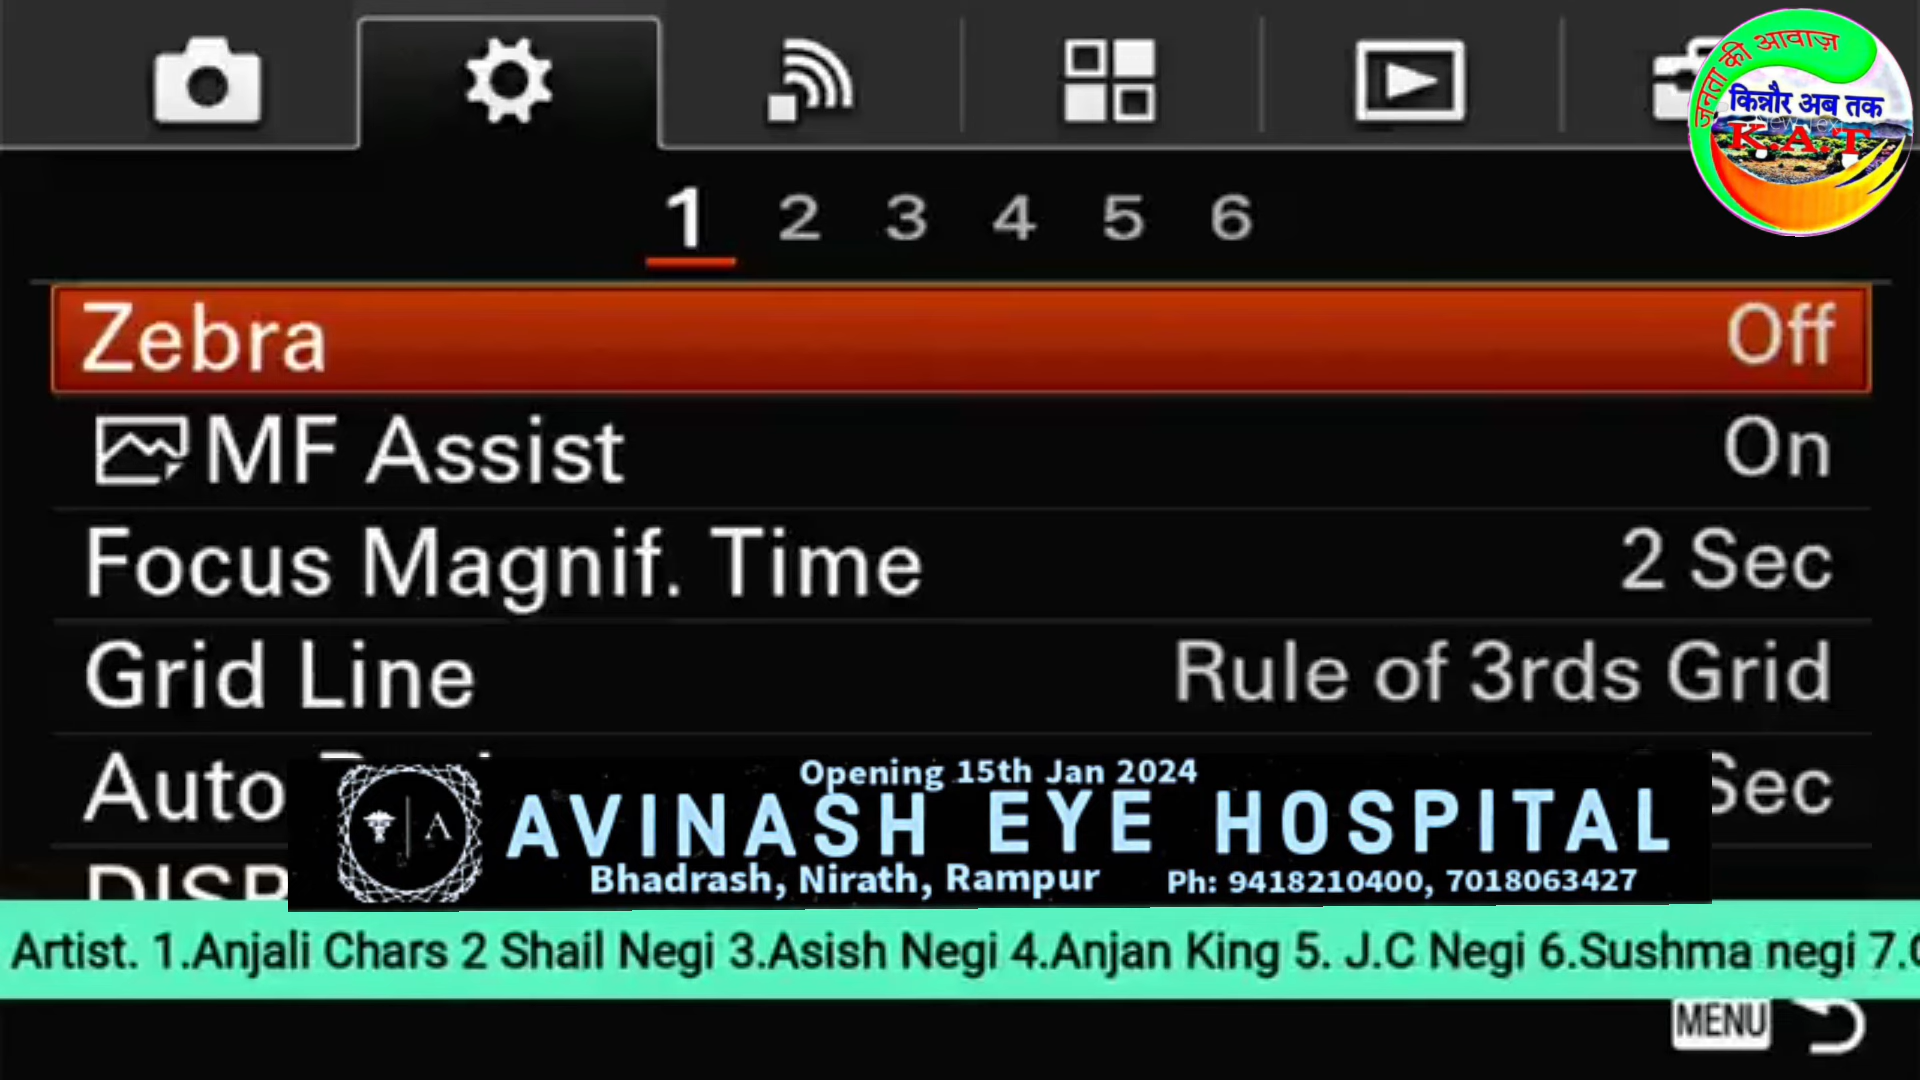 जनता की आवाज़
किन्नौर अब तक
K.A.T
1 2 3 4 5 6
Zebra Off
MF Assist On
Focus Magnif. Time 2 Sec
Grid Line Rule of 3rds Grid
Auto Sec
Opening 15th Jan 2024
AVINASH EYE HOSPITAL
Bhadrash, Nirath, Rampur Ph: 9418210400, 7018063427
DISP
Artist. 1.Anjali Chars 2 Shail Negi 3.Asish Negi 4.Anjan King 5. J.C Negi 6.Sushma negi 7.
MENU